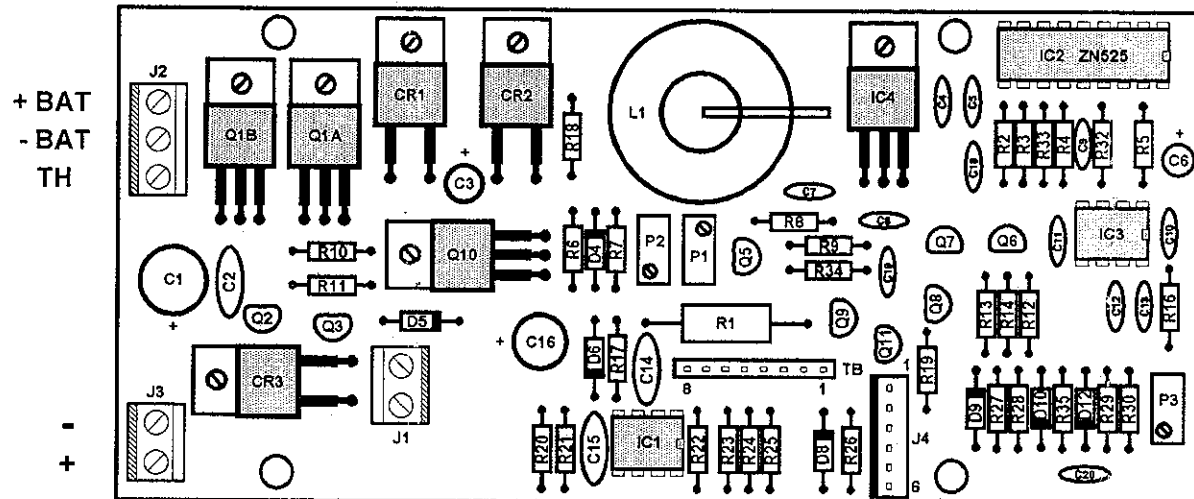 J2
+ BAT
- BAT
TH
Q1B
Q1A
CR1
CR2
R18
L1
IC4
IC2 ZN525
C4
C5
C18
R2
R3
R33
R4
C9
R32
R5
+
C6
+
C3
C7
C8
R8
R9
R34
C19
Q10
R6
D4
R7
P2
P1
Q5
Q7
Q6
C11
IC3
C10
C1
+
C2
R10
R11
Q2
Q3
D5
+
C16
D6
R17
C14
R1
Q9
Q8
Q11
R19
R13
R14
R12
C12
C13
R16
8
1
TB
CR3
J1
J3
-
+
R20
R21
C15
IC1
R22
R23
R24
R25
D8
R26
1
J4
6
D9
R27
R28
D10
R35
D12
R29
R30
P3
C20